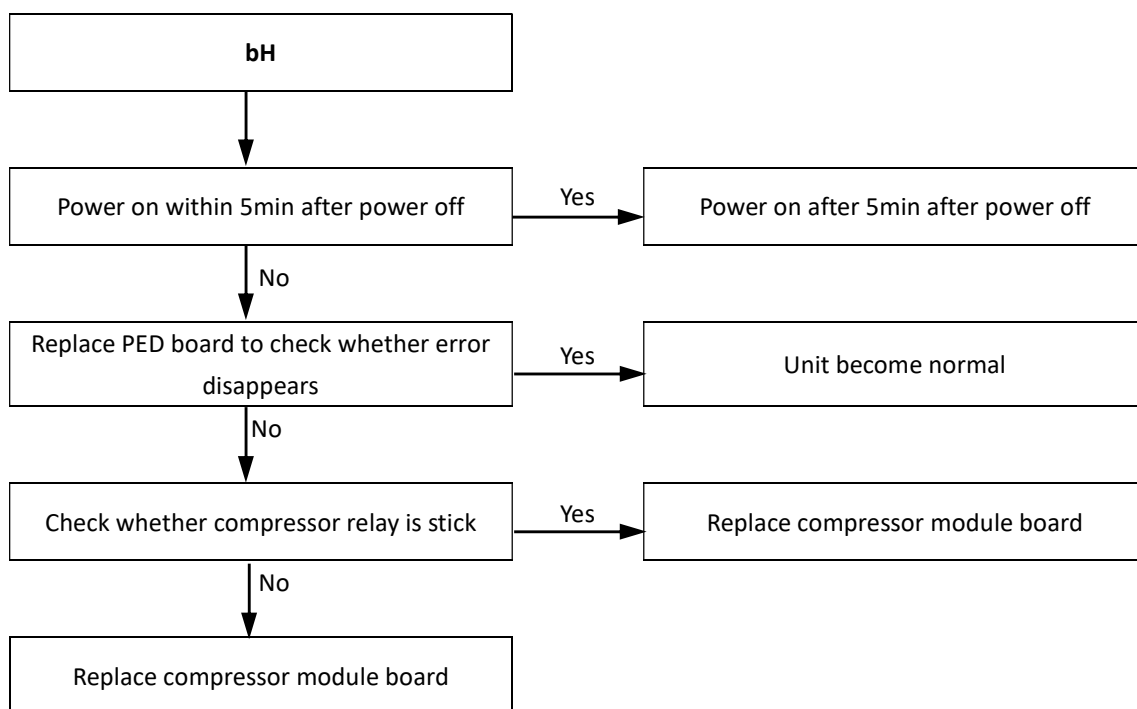 bH
Power on within 5min after power off
Yes
Power on after 5min after power off
No
Replace PED board to check whether error
disappears
Yes
Unit become normal
No
Check whether compressor relay is stick
Yes
Replace compressor module board
No
Replace compressor module board